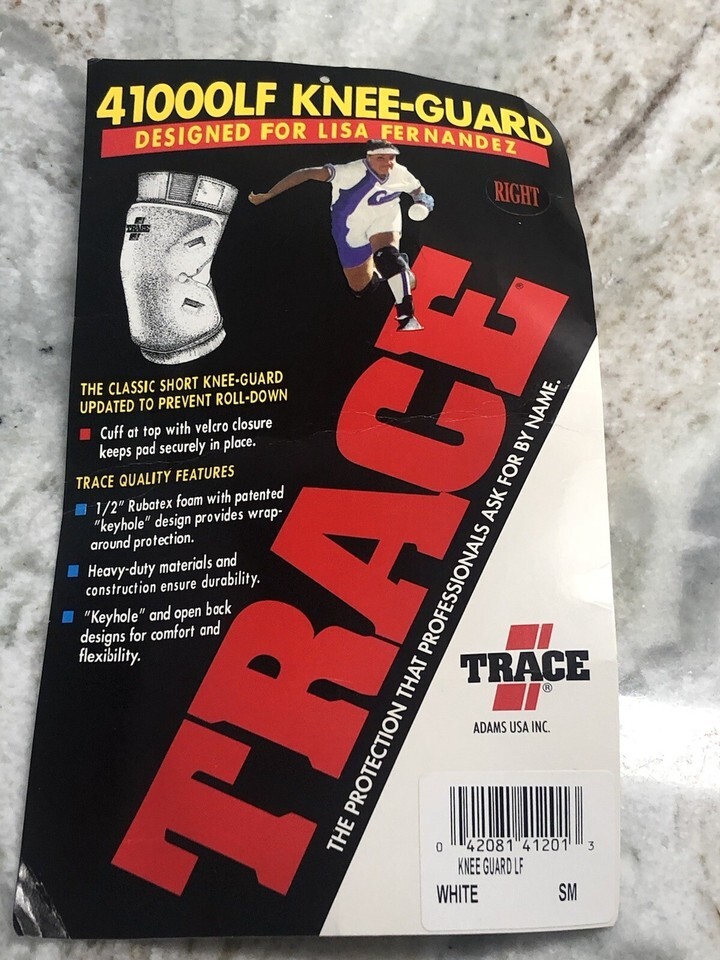 41000LF KNEE-GUARD
DESIGNED FOR LISA FERNANDEZ
RIGHT
TRACE®
THE CLASSIC SHORT KNEE-GUARD
UPDATED TO PREVENT ROLL-DOWN
Cuff at top with velcro closure
keeps pad securely in place.
TRACE QUALITY FEATURES
1/2" Rubatex foam with patented
"keyhole" design provides wrap-
around protection.
Heavy-duty materials and
construction ensure durability.
"Keyhole" and open back
designs for comfort and
flexibility.
THE PROTECTION THAT PROFESSIONALS ASK FOR BY NAME.
TRACE®
ADAMS USA INC.
0 42081 41201 3
KNEE GUARD LF
WHITE SM